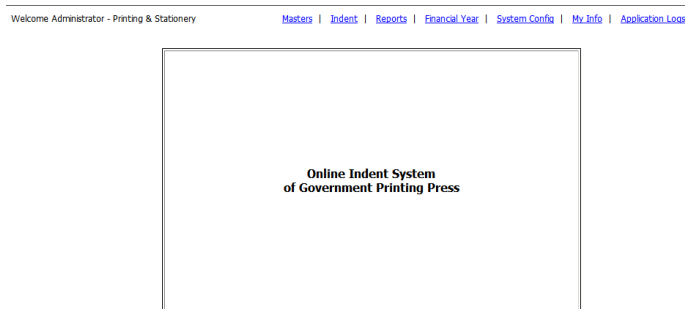 Welcome Administrator - Printing & Stationery Masters | Indent | Reports | Financial Year | System Config | My Info | Application Logs
Online Indent System
of Government Printing Press